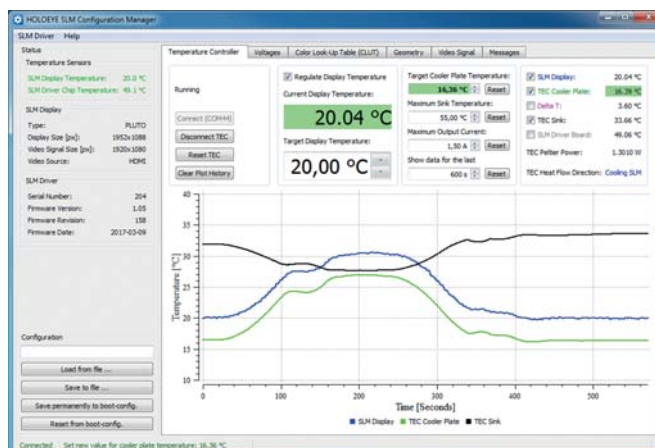 HOLOEYE SLM Configuration Manager
SLM Driver Help
Status
Temperature Sensors
SLM Display Temperature: 20.0 °C
SLM Driver Chip Temperature: 49.1 °C
SLM Display
Type: PLUTO
Display Size [px]: 1952x1088
Video Signal Size [px]: 1920x1080
Video Source: HDMI
SLM Driver
Serial Number: 204
Firmware Version: 1.05
Firmware Revision: 158
Firmware Date: 2017-03-09
Configuration
Load from file ...
Save to file ...
Save permanently to boot-config.
Reset from boot-config.
Temperature Controller Voltages Color Look-Up Table (CLUT) Geometry Video Signal Messages
Running
Connect (COM44)
Disconnect TEC
Reset TEC
Clear Plot History
Regulate Display Temperature
Current Display Temperature:
20.04 °C
Target Display Temperature:
20,00 °C
Target Cooler Plate Temperature:
16,36 °C Reset
Maximum Sink Temperature:
55,00 °C Reset
Maximum Output Current:
1,50 A Reset
Show data for the last
600 s Reset
SLM Display: 20.04 °C
TEC Cooler Plate: 16.39 °C
Delta T: 3.60 °C
TEC Sink: 33.66 °C
SLM Driver Board: 49.06 °C
TEC Peltier Power: 1.3010 W
TEC Heat Flow Direction: Cooling SLM
Temperature [°C]
40
35
30
25
20
15
10
0 100 200 300 400 500
Time [Seconds]
SLM Display TEC Cooler Plate TEC Sink
Connected Set new value for cooler plate temperature: 16.36 °C